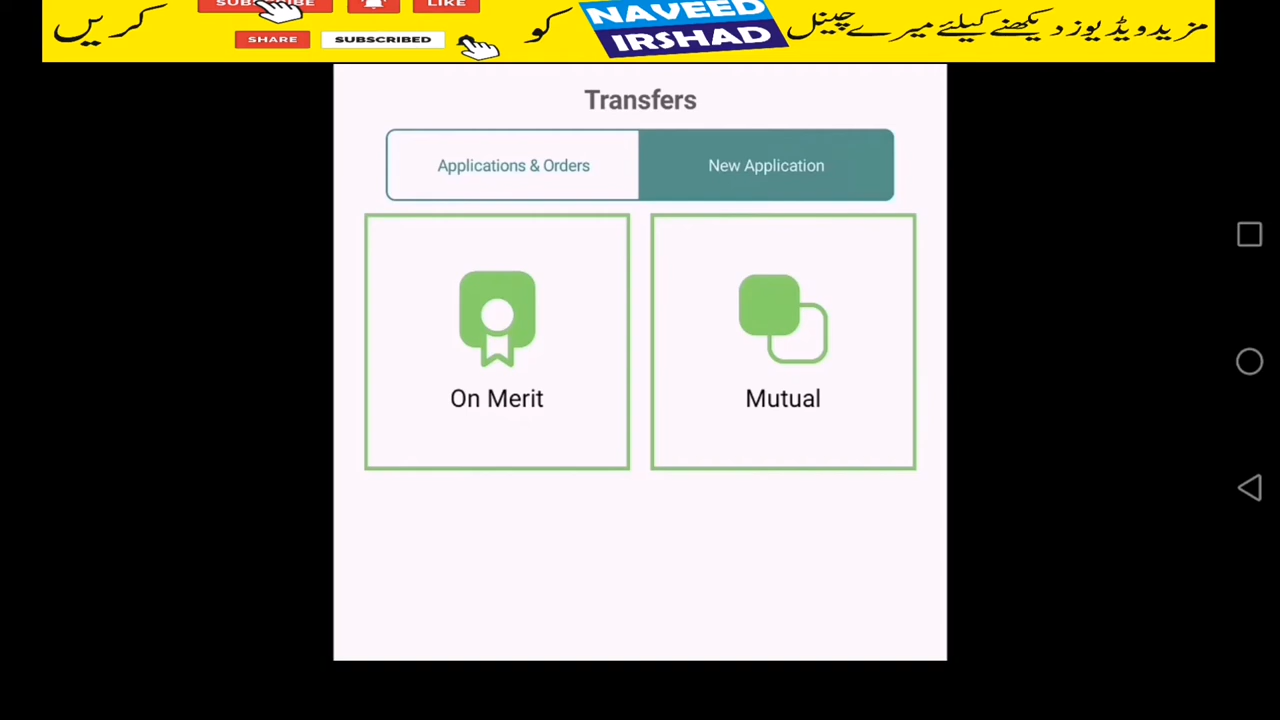 SUBSCRIBE LIKE
SHARE SUBSCRIBED
مزید ویڈیوز دیکھنے کیلئے میرے چینل NAVEED IRSHAD کو کریں
Transfers
Applications & Orders New Application
On Merit Mutual